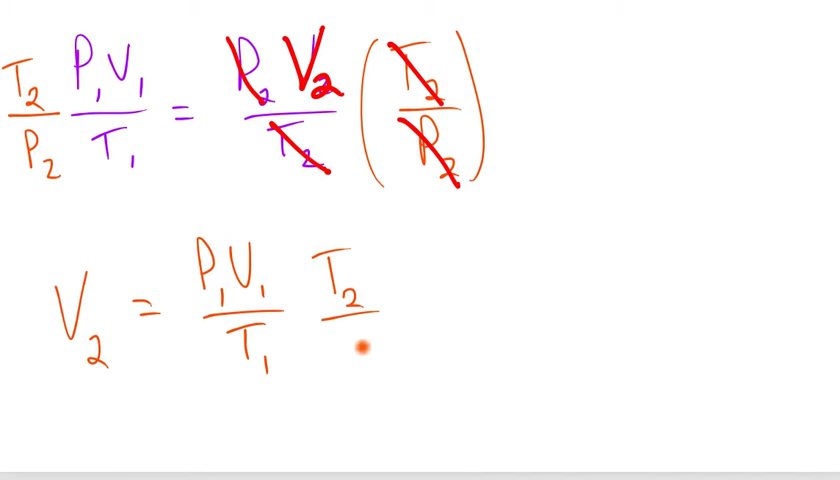 T₂/P₂ P₁V₁/T₁ = P₂V₂/T₂ (T₂/P₂)
V₂ = P₁V₁/T₁ T₂/